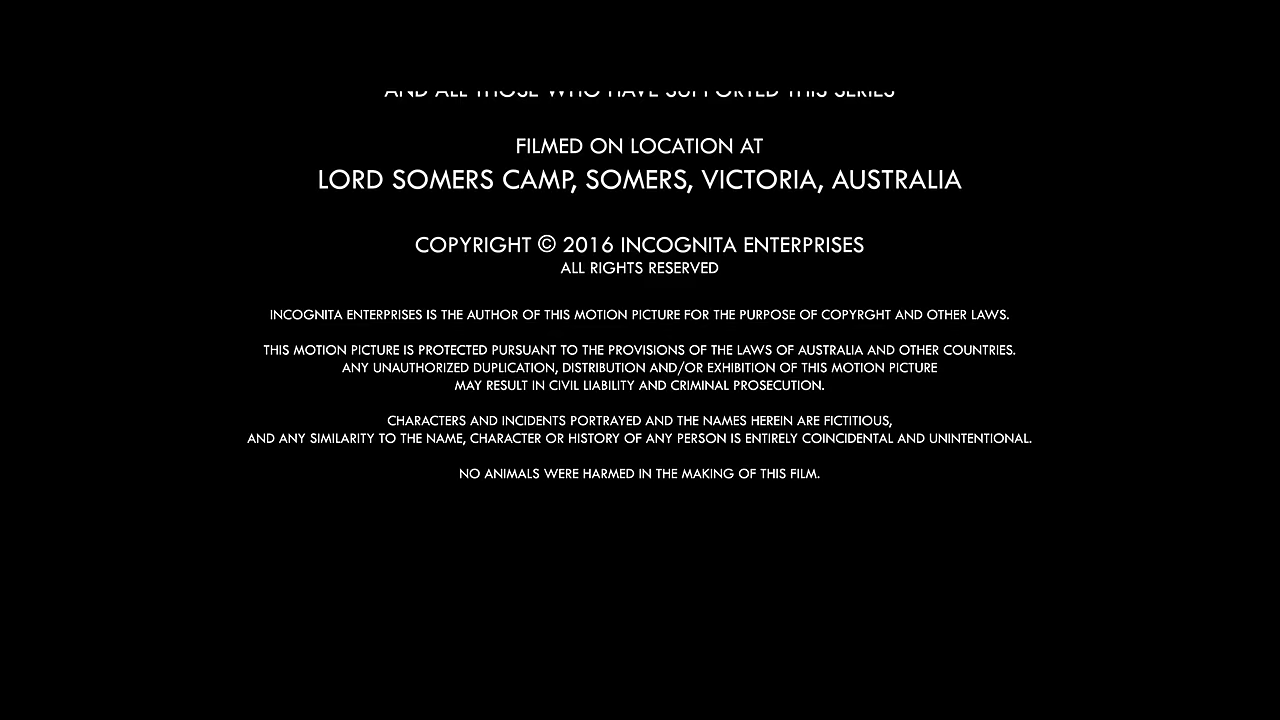 AND ALL THOSE WHO HAVE SUPPORTED THIS SERIES
FILMED ON LOCATION AT
LORD SOMERS CAMP, SOMERS, VICTORIA, AUSTRALIA
COPYRIGHT © 2016 INCOGNITA ENTERPRISES
ALL RIGHTS RESERVED
INCOGNITA ENTERPRISES IS THE AUTHOR OF THIS MOTION PICTURE FOR THE PURPOSE OF COPYRGHT AND OTHER LAWS.
THIS MOTION PICTURE IS PROTECTED PURSUANT TO THE PROVISIONS OF THE LAWS OF AUSTRALIA AND OTHER COUNTRIES.
ANY UNAUTHORIZED DUPLICATION, DISTRIBUTION AND/OR EXHIBITION OF THIS MOTION PICTURE
MAY RESULT IN CIVIL LIABILITY AND CRIMINAL PROSECUTION.
CHARACTERS AND INCIDENTS PORTRAYED AND THE NAMES HEREIN ARE FICTITIOUS,
AND ANY SIMILARITY TO THE NAME, CHARACTER OR HISTORY OF ANY PERSON IS ENTIRELY COINCIDENTAL AND UNINTENTIONAL.
NO ANIMALS WERE HARMED IN THE MAKING OF THIS FILM.